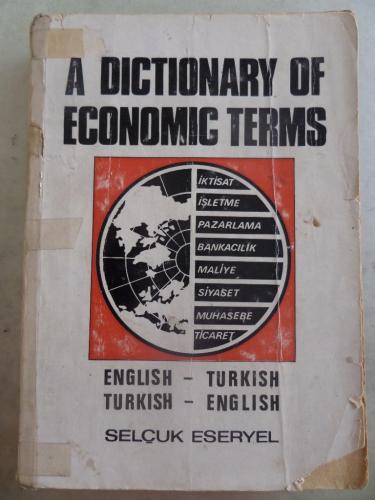 A DICTIONARY OF
ECONOMIC TERMS
İKTİSAT
İŞLETME
PAZARLAMA
BANKACILIK
MALİYE
SİYASET
MUHASEBE
TİCARET
ENGLISH - TURKISH
TURKISH - ENGLISH
SELÇUK ESERYEL